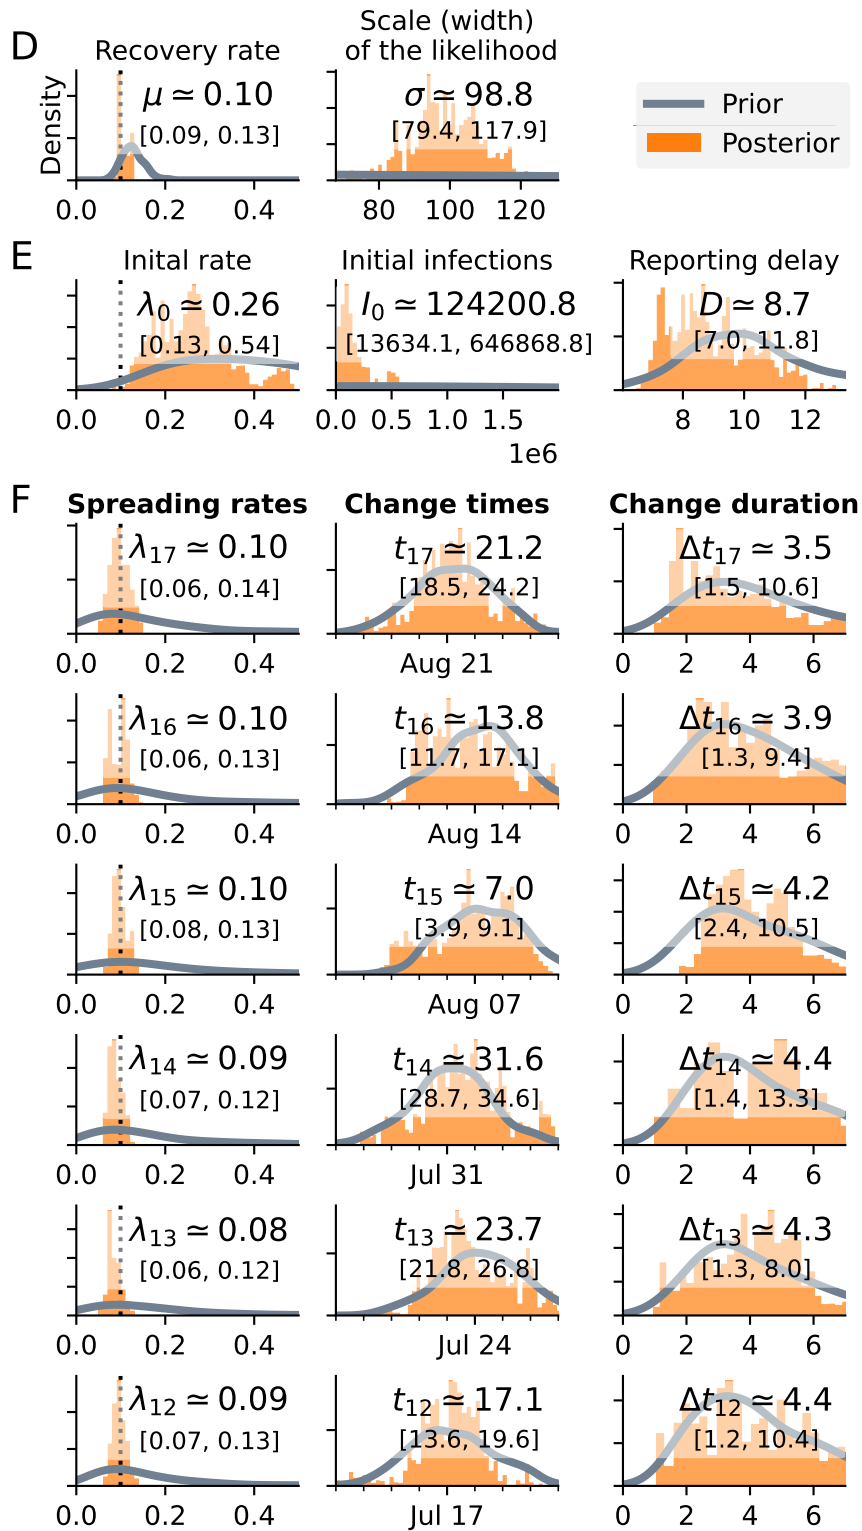 D
Recovery rate
Density
μ ≃ 0.10
[0.09, 0.13]
0.0 0.2 0.4
Scale (width)
of the likelihood
σ ≃ 98.8
[79.4, 117.9]
80 100 120
Prior
Posterior
E
Inital rate
λ0 ≃ 0.26
[0.13, 0.54]
0.0 0.2 0.4
Initial infections
I0 ≃ 124200.8
[13634.1, 646868.8]
0.0 0.5 1.0 1.5
1e6
Reporting delay
D ≃ 8.7
[7.0, 11.8]
8 10 12
F
Spreading rates
Change times
Change duration
λ17 ≃ 0.10
[0.06, 0.14]
0.0 0.2 0.4
t17 ≃ 21.2
[18.5, 24.2]
Aug 21
Δt17 ≃ 3.5
[1.5, 10.6]
0 2 4 6
λ16 ≃ 0.10
[0.06, 0.13]
0.0 0.2 0.4
t16 ≃ 13.8
[11.7, 17.1]
Aug 14
Δt16 ≃ 3.9
[1.3, 9.4]
0 2 4 6
λ15 ≃ 0.10
[0.08, 0.13]
0.0 0.2 0.4
t15 ≃ 7.0
[3.9, 9.1]
Aug 07
Δt15 ≃ 4.2
[2.4, 10.5]
0 2 4 6
λ14 ≃ 0.09
[0.07, 0.12]
0.0 0.2 0.4
t14 ≃ 31.6
[28.7, 34.6]
Jul 31
Δt14 ≃ 4.4
[1.4, 13.3]
0 2 4 6
λ13 ≃ 0.08
[0.06, 0.12]
0.0 0.2 0.4
t13 ≃ 23.7
[21.8, 26.8]
Jul 24
Δt13 ≃ 4.3
[1.3, 8.0]
0 2 4 6
λ12 ≃ 0.09
[0.07, 0.13]
0.0 0.2 0.4
t12 ≃ 17.1
[13.6, 19.6]
Jul 17
Δt12 ≃ 4.4
[1.2, 10.4]
0 2 4 6